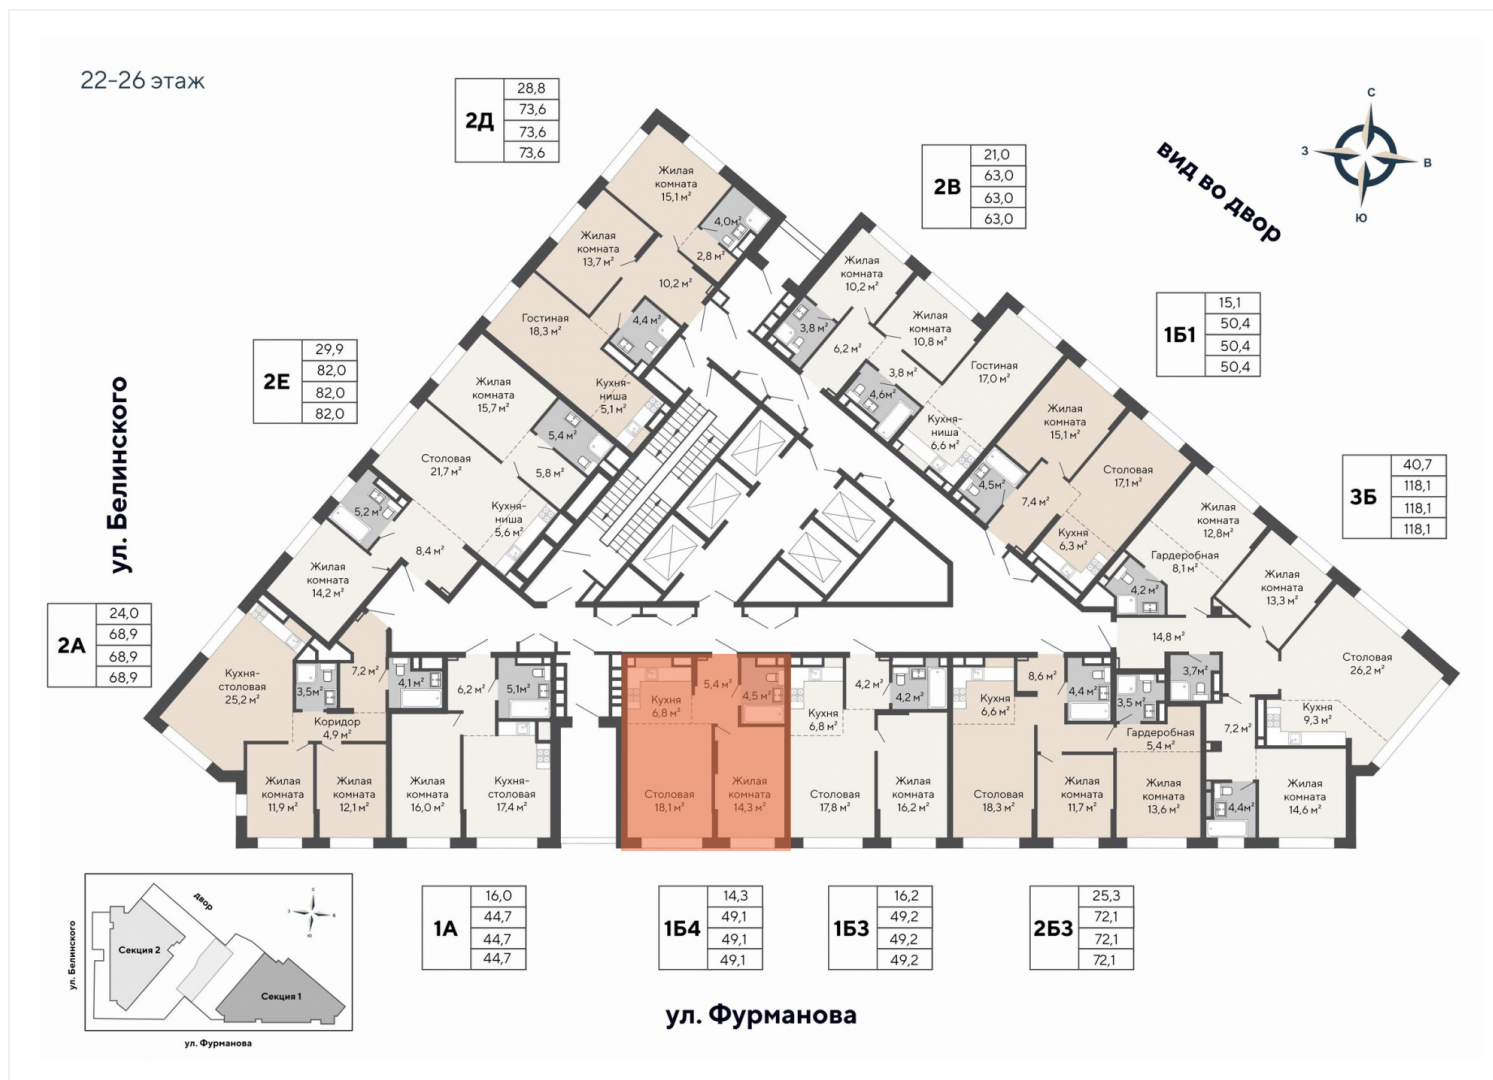 22-26 этаж
2Д
28,8
73,6
73,6
73,6
2В
21,0
63,0
63,0
63,0
С
З
В
Ю
вид во двор
2Е
29,9
82,0
82,0
82,0
1Б1
15,1
50,4
50,4
50,4
3Б
40,7
118,1
118,1
118,1
2А
24,0
68,9
68,9
68,9
ул. Белинского
Жилая
комната
15,1 м²
4,0м²
2,8 м²
Жилая
комната
13,7 м²
10,2 м²
Гостиная
18,3 м²
4,4 м²
Кухня-
ниша
5,1 м²
Жилая
комната
15,7 м²
5,4 м²
5,8 м²
Столовая
21,7 м²
Кухня-
ниша
5,6 м²
5,2 м²
8,4 м²
Жилая
комната
14,2 м²
Жилая
комната
10,2 м²
3,8 м²
6,2 м²
Жилая
комната
10,8 м²
3,8 м²
4,6м²
Гостиная
17,0 м²
Кухня-
ниша
6,6 м²
Жилая
комната
15,1 м²
4,5м²
7,4 м²
Столовая
17,1 м²
Кухня
6,3 м²
Жилая
комната
12,8м²
Гардеробная
8,1 м²
4,2 м²
Жилая
комната
13,3 м²
14,8 м²
3,7м²
Столовая
26,2 м²
Кухня
9,3 м²
7,2 м²
4,4м²
Жилая
комната
14,6 м²
Кухня-
столовая
25,2 м²
3,5м²
7,2 м²
Коридор
4,9 м²
Жилая
комната
11,9 м²
Жилая
комната
12,1 м²
4,1 м²
6,2 м²
5,1м²
Жилая
комната
16,0 м²
Кухня-
столовая
17,4 м²
Кухня
6,8 м²
5,4 м²
4,5 м²
Столовая
18,1 м²
Жилая
комната
14,3 м²
Кухня
6,8 м²
4,2 м²
4,2 м²
Столовая
17,8 м²
Жилая
комната
16,2 м²
Кухня
6,6 м²
8,6 м²
4,4 м²
Столовая
18,3 м²
Жилая
комната
11,7 м²
3,5 м²
Гардеробная
5,4 м²
Жилая
комната
13,6 м²
1А
16,0
44,7
44,7
44,7
1Б4
14,3
49,1
49,1
49,1
1Б3
16,2
49,2
49,2
49,2
2Б3
25,3
72,1
72,1
72,1
ул. Фурманова
ул. Белинского
двор
Секция 2
Секция 1
С
З
В
Ю
ул. Фурманова